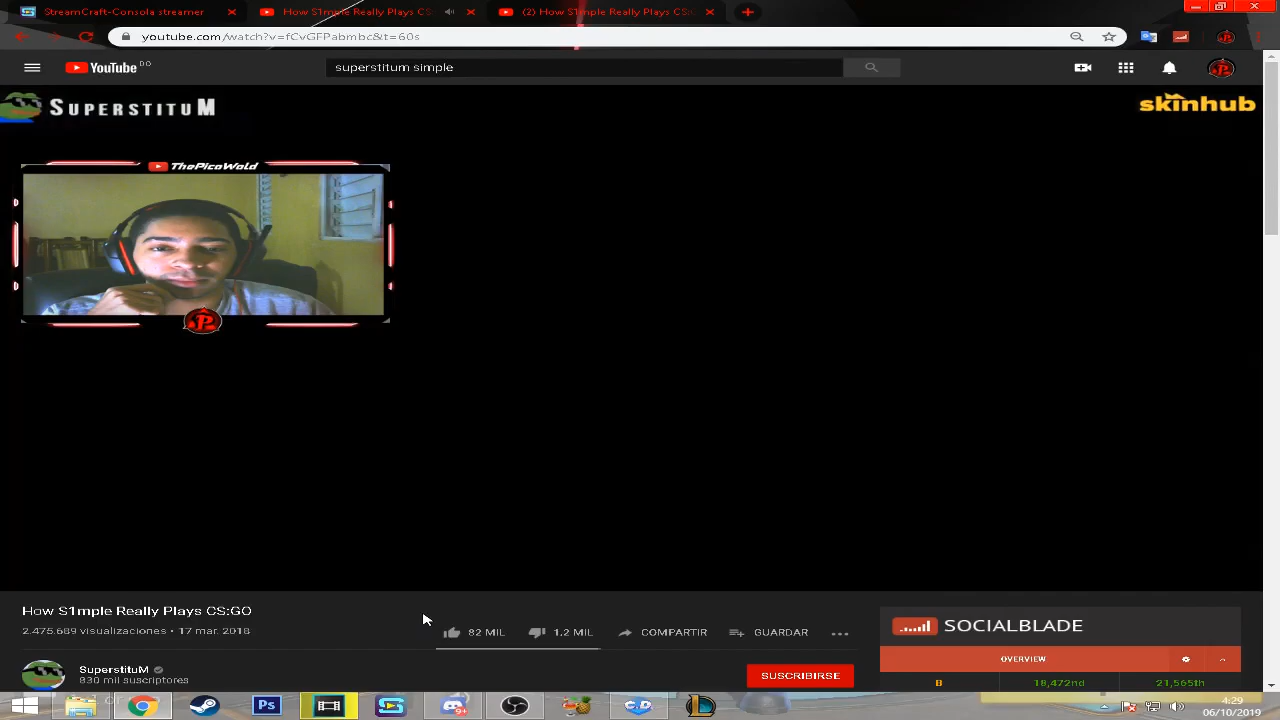 StreamCraft-Consola streamer
How S1mple Really Plays CS:
(2) How S1mple Really Plays CS:
youtube.com/watch?v=fCvGFPabmbc&t=60s
YouTube DO
superstitum simple
SUPERSTITUM
skinhub
ThePicoWold
P
How S1mple Really Plays CS:GO
2.475.689 visualizaciones • 17 mar. 2018
82 MIL
1.2 MIL
COMPARTIR
GUARDAR
SuperstituM
830 mil suscriptores
SUSCRIBIRSE
SOCIALBLADE
OVERVIEW
B
18,472nd
21,565th
Ps
9+
4:29
06/10/2019